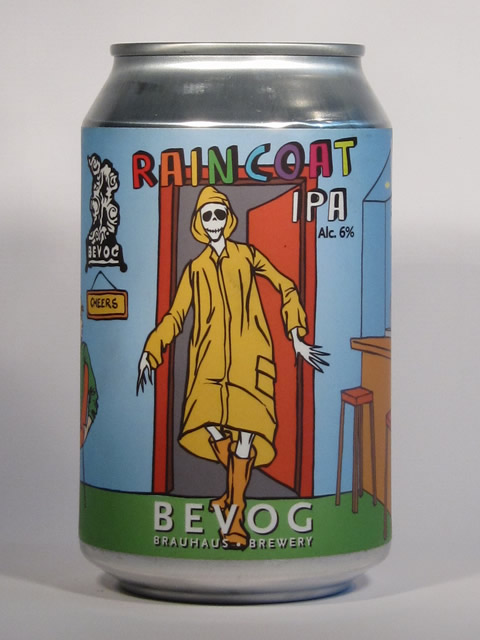 RAINCOAT
IPA
Alc. 6%
BEVOG
CHEERS
BEVOG
BRAUHAUS • BREWERY